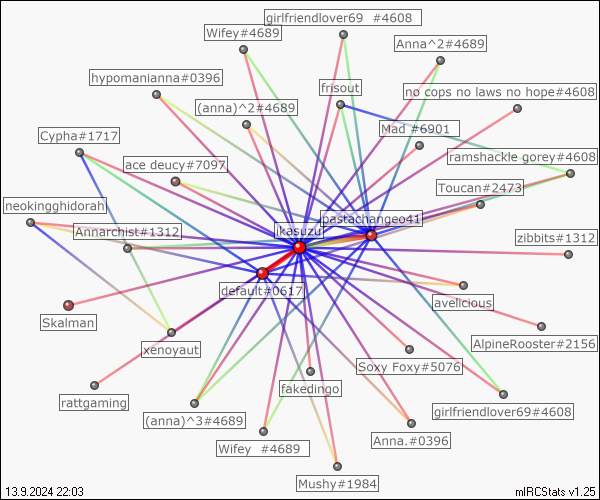 girlfriendlover69 #4608
Wifey#4689
Anna^2#4689
hypomanianna#0396
frisout
no cops no laws no hope#4608
(anna)^2#4689
Mad #6901
Cypha#1717
ace deucy#7097
ramshackle gorey#4608
Toucan#2473
neokingghidorah
pastachangeo41
Annarchist#1312
ikasuzu
zibbits#1312
default#0617
avelicious
Skalman
xenoyaut
AlpineRooster#2156
Soxy Foxy#5076
fakedingo
rattgaming
girlfriendlover69#4608
(anna)^3#4689
Anna.#0396
Wifey #4689
Mushy#1984
13.9.2024 22:03
mIRCStats v1.25